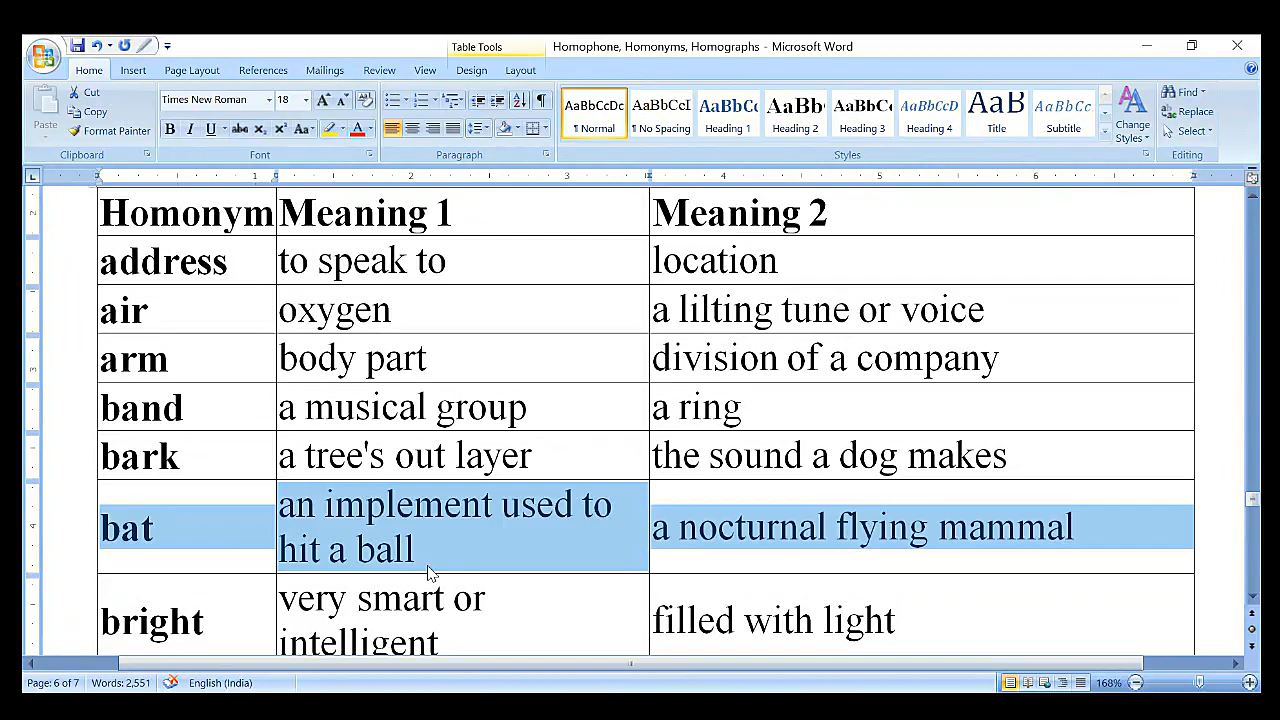 Table Tools
Homophone, Homonyms, Homographs - Microsoft Word
Home Insert Page Layout References Mailings Review View Design Layout
Paste
Cut
Copy
Format Painter
Clipboard
Times New Roman 18
Font
Paragraph
AaBbCcDc AaBbCcI AaBbC AaBb AaBbC AaBbCcD AaB AaBbCc
¶ Normal ¶ No Spacing Heading 1 Heading 2 Heading 3 Heading 4 Title Subtitle
Change Styles
Styles
Find
Replace
Select
Editing
1 2 3 4 5 6
Homonym Meaning 1 Meaning 2
address to speak to location
air oxygen a lilting tune or voice
arm body part division of a company
band a musical group a ring
bark a tree's out layer the sound a dog makes
bat an implement used to hit a ball a nocturnal flying mammal
bright very smart or intelligent filled with light
Page: 6 of 7 Words: 2,551 English (India) 168%